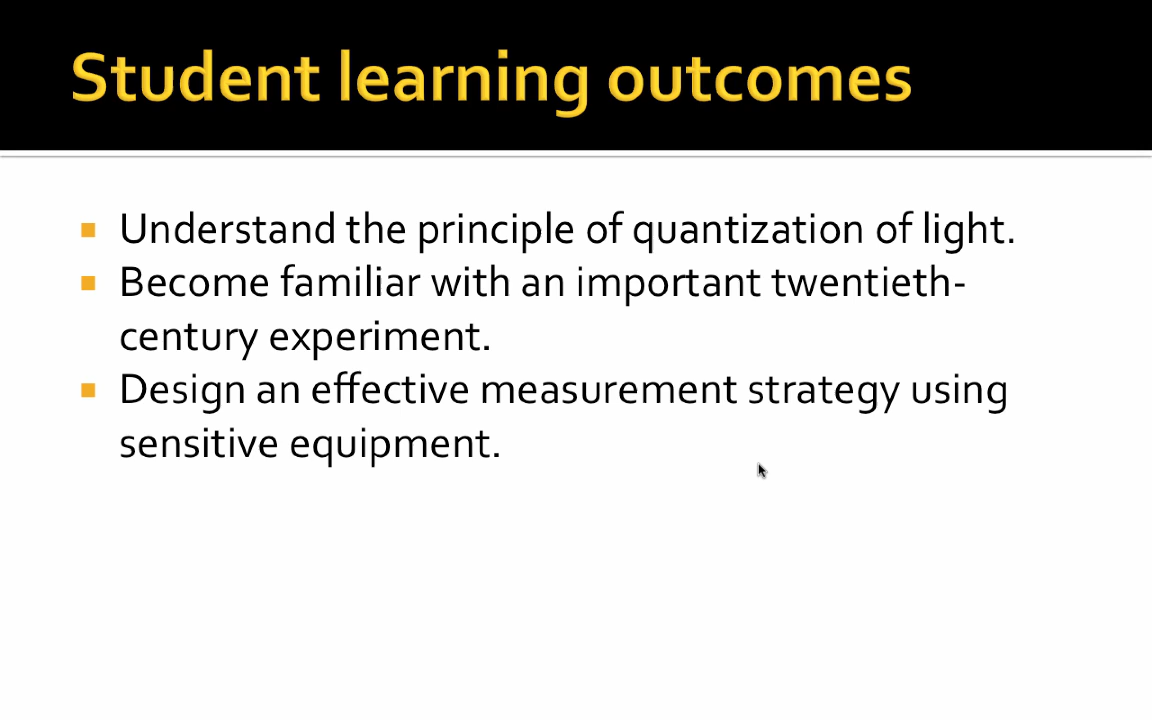 Student learning outcomes
Understand the principle of quantization of light.
Become familiar with an important twentieth-
century experiment.
Design an effective measurement strategy using
sensitive equipment.